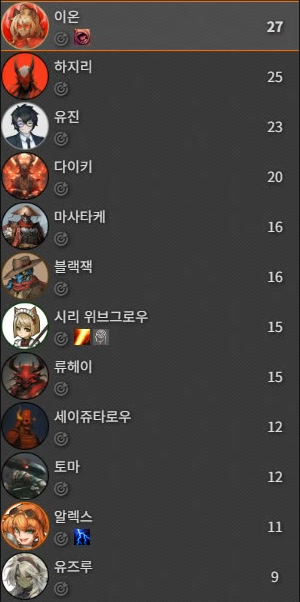 이온
27
하지리
25
유진
23
다이키
20
마사타케
16
블랙잭
16
시리 위브그로우
15
류헤이
15
세이쥬타로우
12
토마
12
알렉스
11
유즈루
9